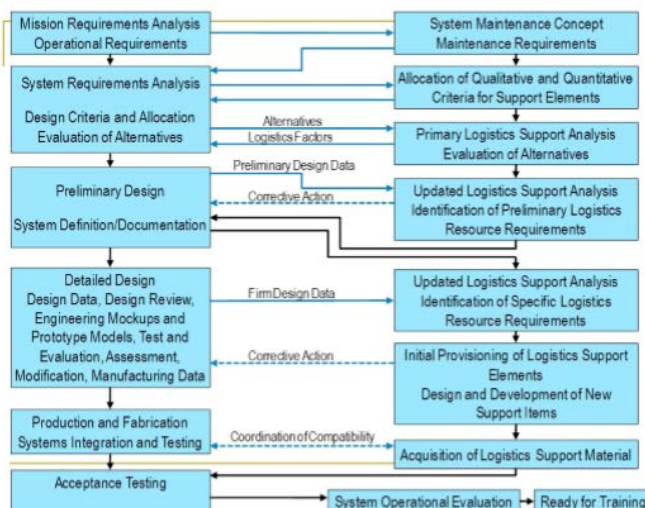 Mission Requirements Analysis
Operational Requirements
System Maintenance Concept
Maintenance Requirements
System Requirements Analysis
Design Criteria and Allocation
Evaluation of Alternatives
Allocation of Qualitative and Quantitative
Criteria for Support Elements
Alternatives
Logistics Factors
Primary Logistics Support Analysis
Evaluation of Alternatives
Preliminary Design Data
Preliminary Design
System Definition/Documentation
Corrective Action
Updated Logistics Support Analysis
Identification of Preliminary Logistics
Resource Requirements
Detailed Design
Design Data, Design Review,
Engineering Mockups and
Prototype Models, Test and
Evaluation, Assessment,
Modification, Manufacturing Data
Firm Design Data
Updated Logistics Support Analysis
Identification of Specific Logistics
Resource Requirements
Corrective Action
Initial Provisioning of Logistics Support
Elements
Design and Development of New
Support Items
Production and Fabrication
Systems Integration and Testing
Coordination of Compatibility
Acquisition of Logistics Support Material
Acceptance Testing
System Operational Evaluation
Ready for Training